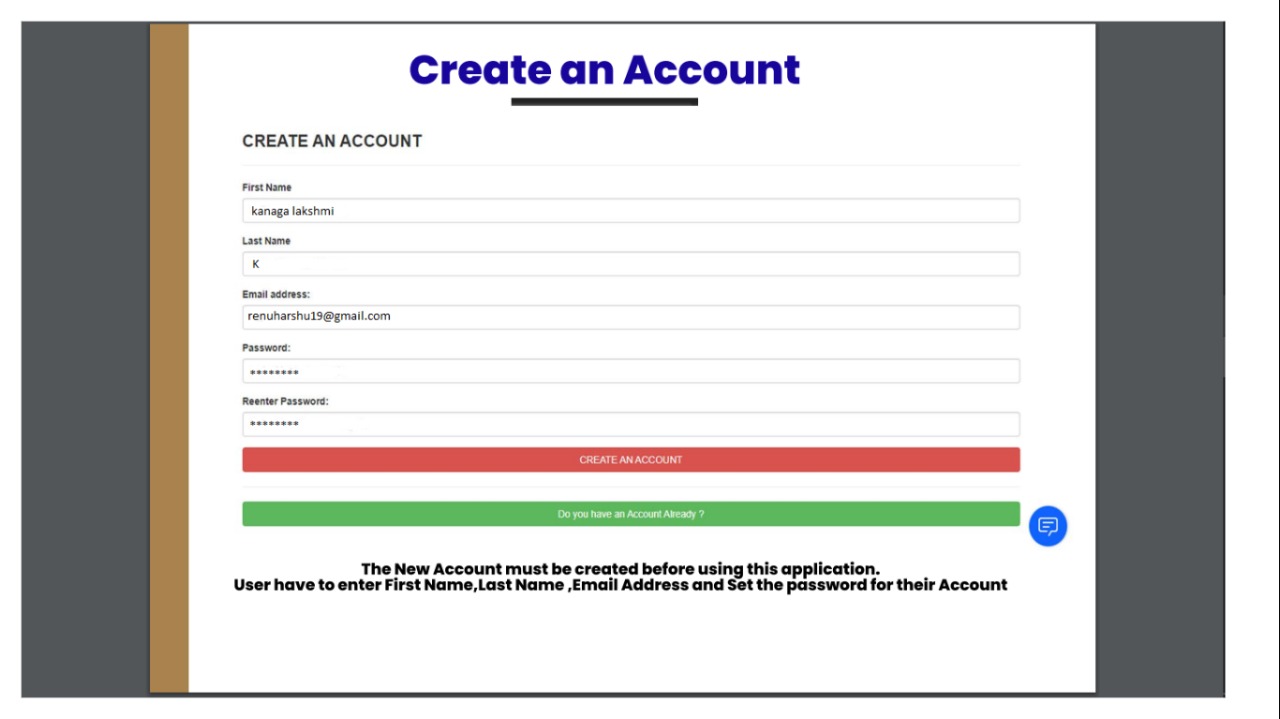 Create an Account
CREATE AN ACCOUNT
First Name
kanaga lakshmi
Last Name
K
Email address:
renuharshu19@gmail.com
Password:
********
Reenter Password:
********
CREATE AN ACCOUNT
Do you have an Account Already ?
The New Account must be created before using this application.
User have to enter First Name,Last Name ,Email Address and Set the password for their Account